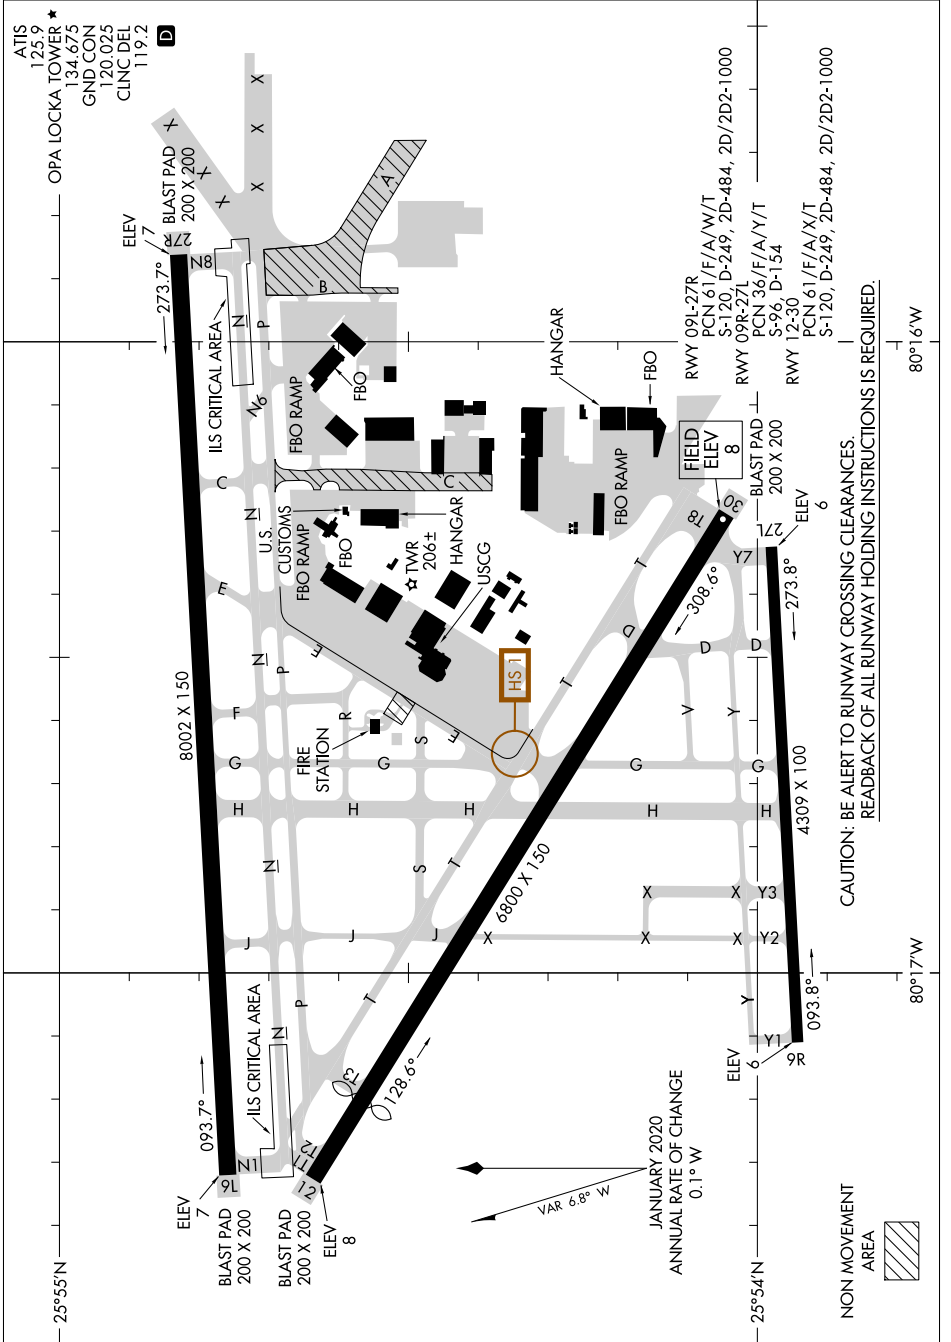 ATIS
125.9
OPA LOCKA TOWER ★
134.675
GND CON
120.025
CLNC DEL
119.2
D
25°55'N
25°54'N
80°16'W
80°17'W
ELEV
7
BLAST PAD
200 X 200
27R
273.7°
N8
X
X
X
X
X
X
A
B
ILS CRITICAL AREA
N
P
N6
FBO RAMP
FBO
C
N
C
U.S.
CUSTOMS
FBO RAMP
FBO
HANGAR
TWR
206±
HANGAR
USCG
E
N
P
E
8002 X 150
F
R
G
FIRE
STATION
G
S
E
HS 1
H
H
H
N
S
T
J
J
J
P
T
N
ILS CRITICAL AREA
093.7°
N1
9L
ELEV
7
BLAST PAD
200 X 200
T1
T2
T3
12
BLAST PAD
200 X 200
ELEV
8
128.6°
6800 X 150
HANGAR
FBO
FBO RAMP
FIELD
ELEV
8
T8
30
BLAST PAD
200 X 200
308.6°
T
T
D
D
D
V
Y
G
G
H
H
X
X
Y3
X
X
X
Y2
Y
Y1
9R
ELEV
6
093.8°
4309 X 100
Y7
27L
ELEV
6
273.8°
RWY 09L-27R
PCN 61/F/A/W/T
S-120, D-249, 2D-484, 2D/2D2-1000
RWY 09R-27L
PCN 36/F/A/Y/T
S-96, D-154
RWY 12-30
PCN 61/F/A/X/T
S-120, D-249, 2D-484, 2D/2D2-1000
CAUTION: BE ALERT TO RUNWAY CROSSING CLEARANCES.
READBACK OF ALL RUNWAY HOLDING INSTRUCTIONS IS REQUIRED.
VAR 6.8° W
JANUARY 2020
ANNUAL RATE OF CHANGE
0.1° W
NON MOVEMENT
AREA